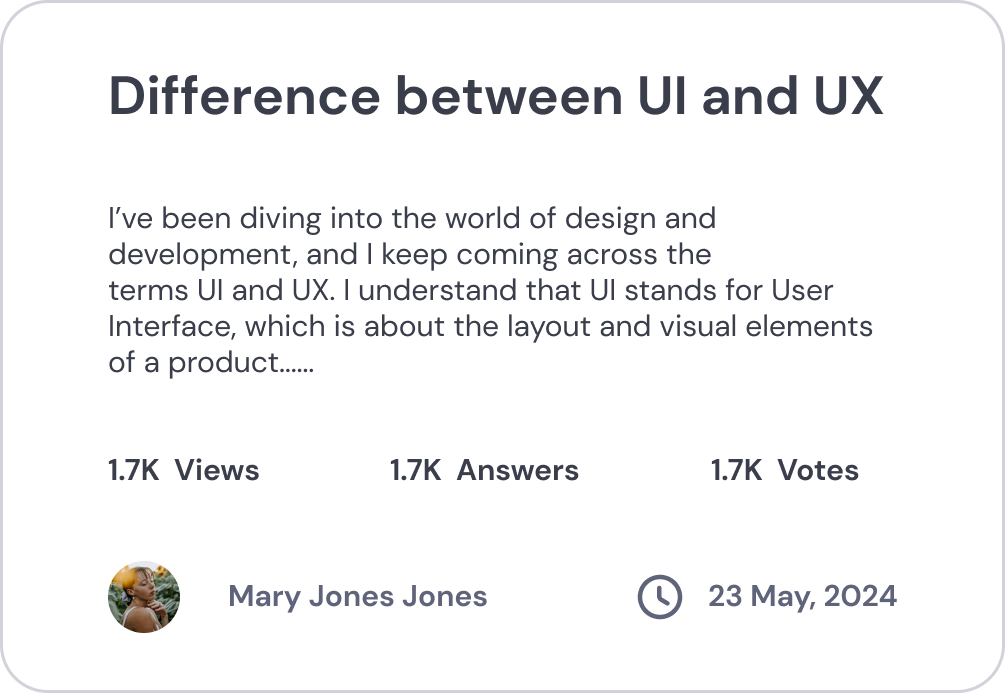 Difference between UI and UX
I’ve been diving into the world of design and
development, and I keep coming across the
terms UI and UX. I understand that UI stands for User
Interface, which is about the layout and visual elements
of a product......
1.7K Views 1.7K Answers 1.7K Votes
Mary Jones Jones 23 May, 2024